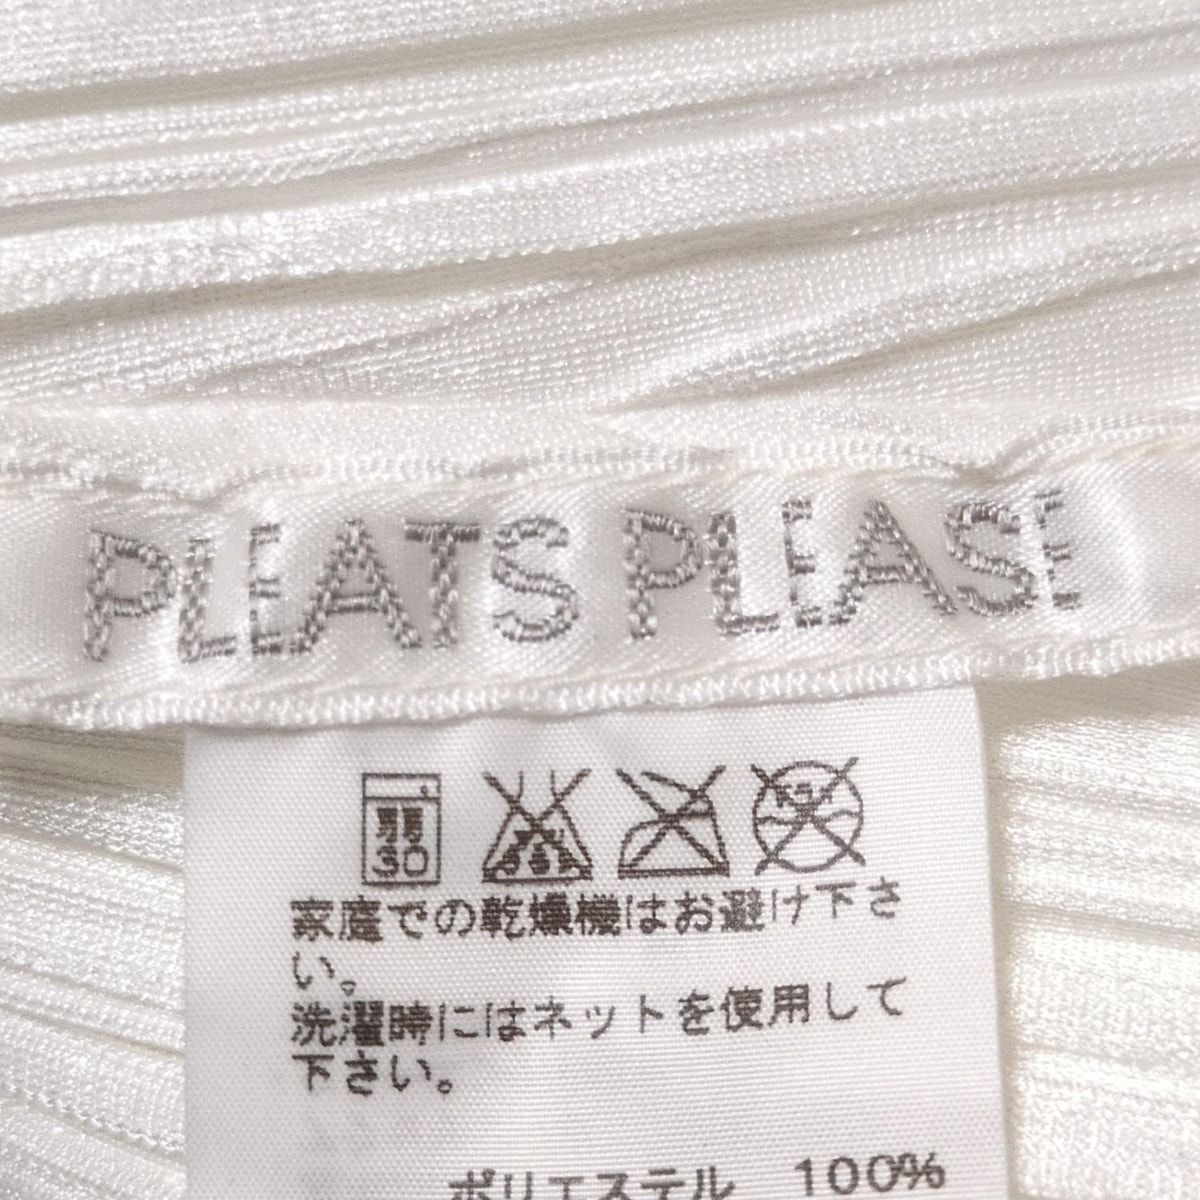 PLEATS PLEASE
弱
30
家庭での乾燥機はお避け下さ
い。
洗濯時にはネットを使用して
下さい。
ポリエステル 100%